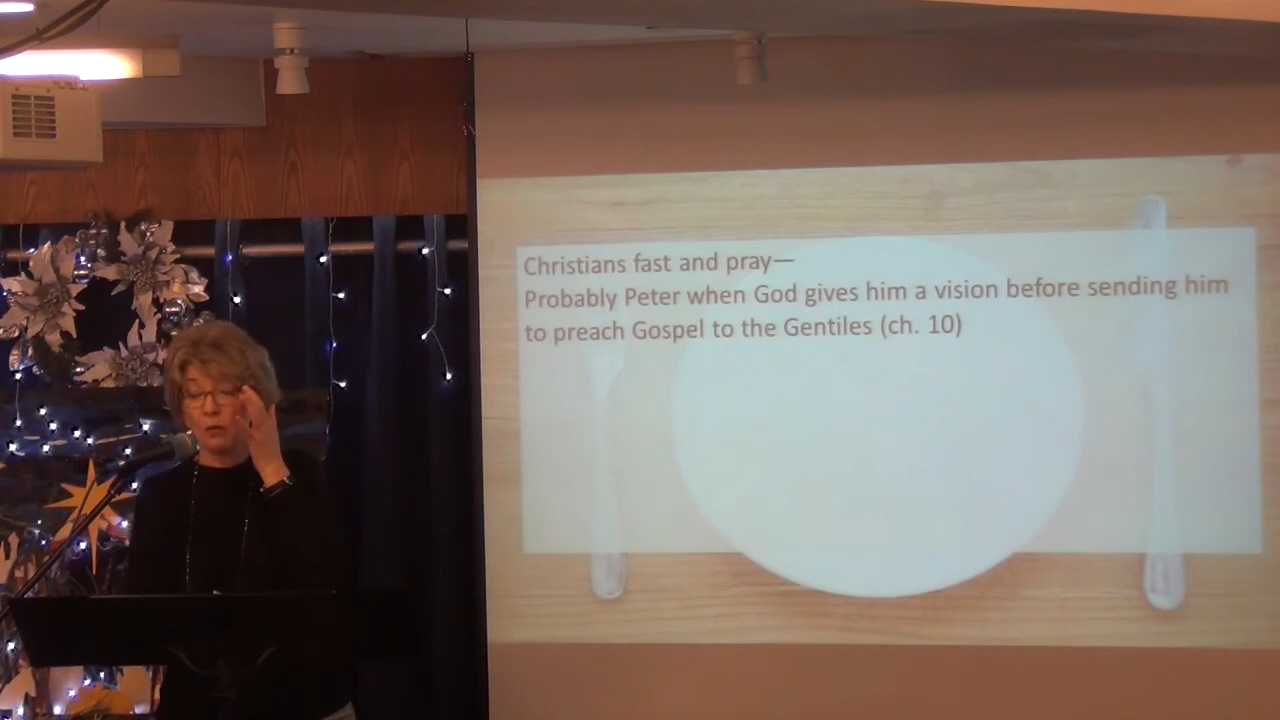 Christians fast and pray—
Probably Peter when God gives him a vision before sending him
to preach Gospel to the Gentiles (ch. 10)